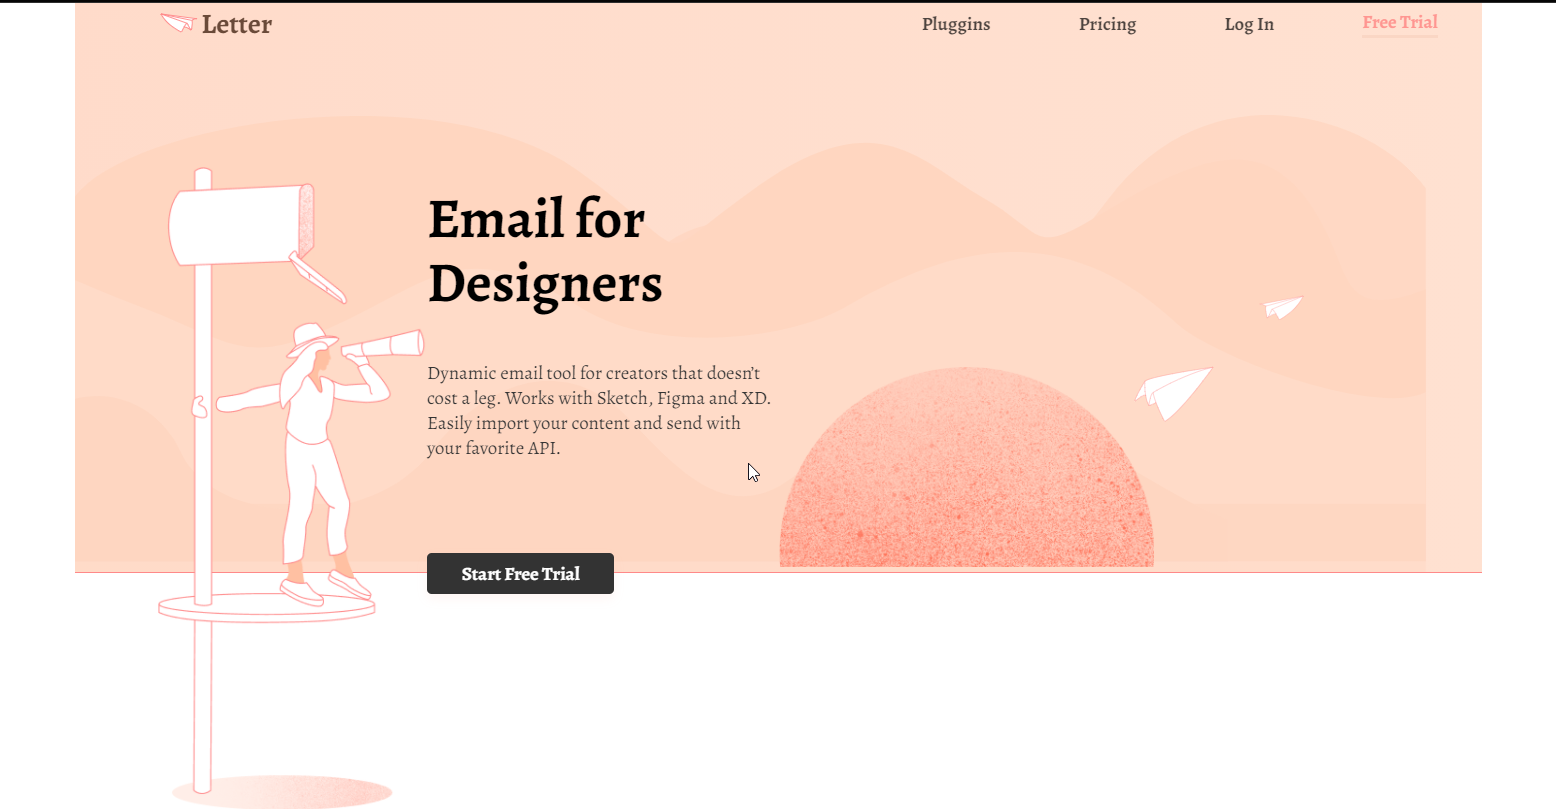 Letter
Pluggins
Pricing
Log In
Free Trial
Email for
Designers
Dynamic email tool for creators that doesn't
cost a leg. Works with Sketch, Figma and XD.
Easily import your content and send with
your favorite API.
Start Free Trial